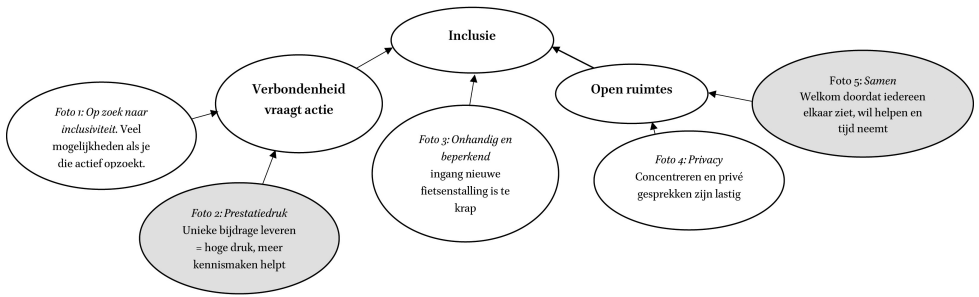 Inclusie
Verbondenheid
vraagt actie
Open ruimtes
Foto 1: Op zoek naar
inclusiviteit. Veel
mogelijkheden als je
die actief opzoekt.
Foto 2: Prestatiedruk
Unieke bijdrage leveren
= hoge druk, meer
kennismaken helpt
Foto 3: Onhandig en
beperkend
ingang nieuwe
fietsenstalling is te
krap
Foto 4: Privacy
Concentreren en privé
gesprekken zijn lastig
Foto 5: Samen
Welkom doordat iedereen
elkaar ziet, wil helpen en
tijd neemt